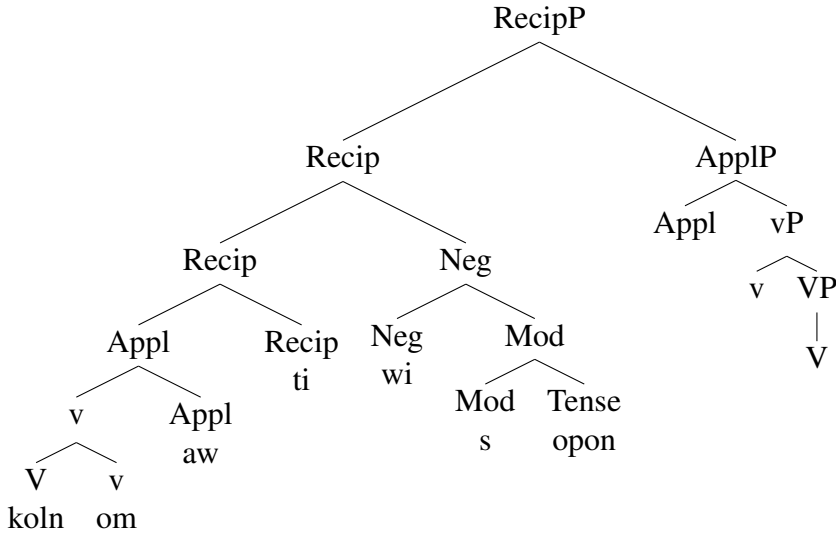 RecipP
Recip ApplP
Recip Neg Appl vP
Appl Recip Neg Mod v VP
ti wi
v Appl Mod Tense V
aw s opon
V v
koln om